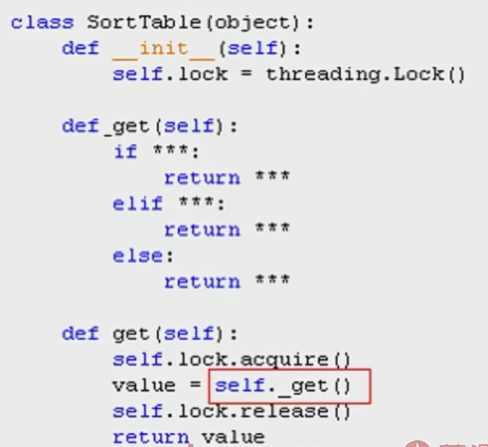 class SortTable(object):
    def __init__(self):
        self.lock = threading.Lock()

    def _get(self):
        if ***:
            return ***
        elif ***:
            return ***
        else:
            return ***

    def get(self):
        self.lock.acquire()
        value = self._get()
        self.lock.release()
        return value